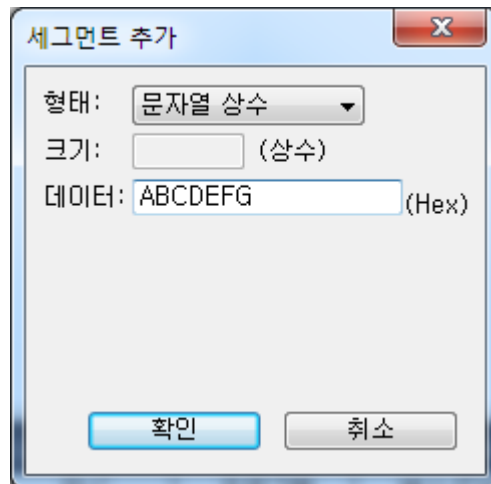 세그먼트 추가
형태: 문자열 상수
크기: (상수)
데이터: ABCDEFG (Hex)
확인 취소